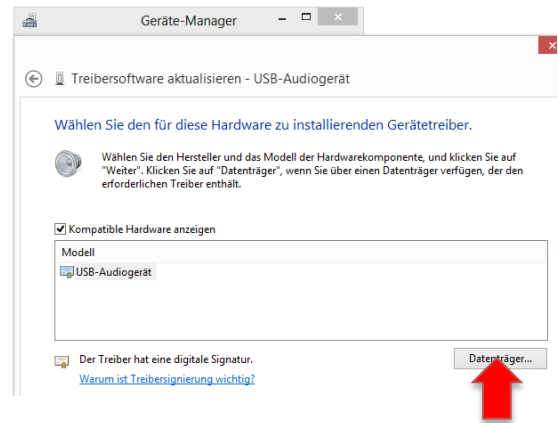 Geräte-Manager
Treibersoftware aktualisieren - USB-Audiogerät
Wählen Sie den für diese Hardware zu installierenden Gerätetreiber.
Wählen Sie den Hersteller und das Modell der Hardwarekomponente, und klicken Sie auf
"Weiter". Klicken Sie auf "Datenträger", wenn Sie über einen Datenträger verfügen, der den
erforderlichen Treiber enthält.
Kompatible Hardware anzeigen
Modell
USB-Audiogerät
Der Treiber hat eine digitale Signatur.
Datenträger...
Warum ist Treibersignierung wichtig?